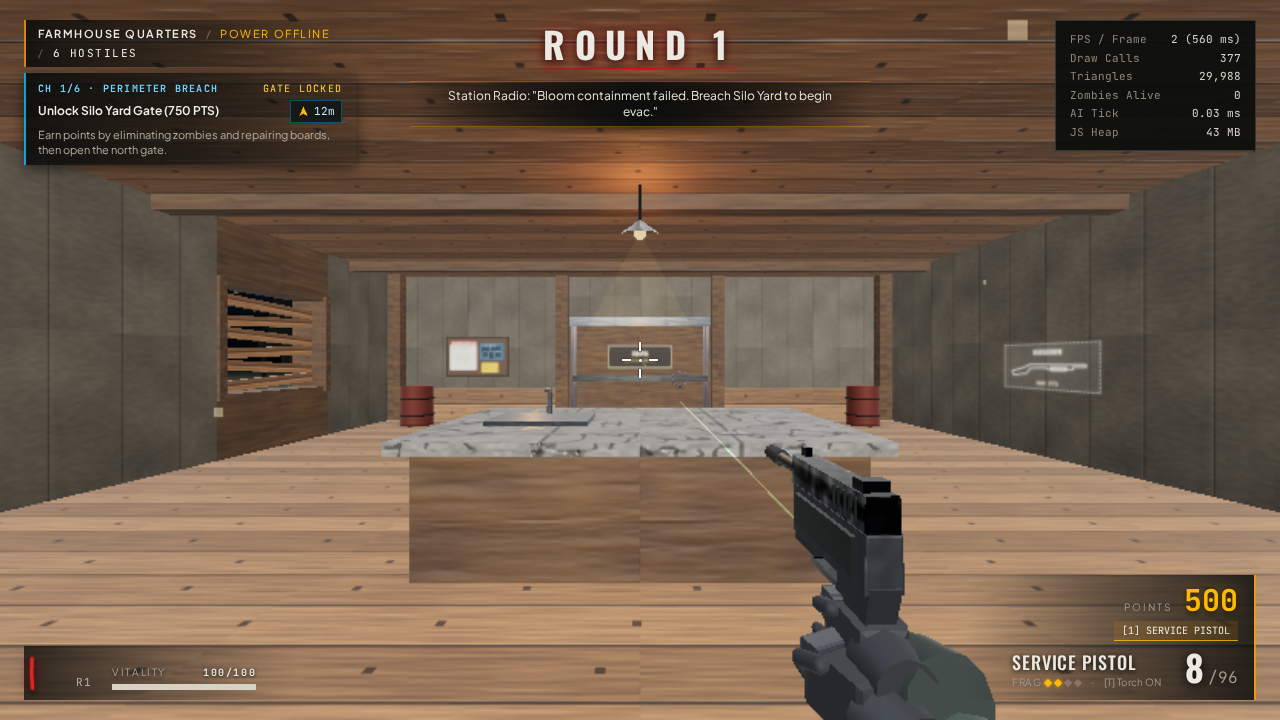 FARMHOUSE QUARTERS / POWER OFFLINE
/ 6 HOSTILES
CH 1/6 · PERIMETER BREACH GATE LOCKED
Unlock Silo Yard Gate (750 PTS) 12m
Earn points by eliminating zombies and repairing boards,
then open the north gate.
ROUND 1
Station Radio: "Bloom containment failed. Breach Silo Yard to begin
evac."
FPS / Frame 2 (560 ms)
Draw Calls 377
Triangles 29,988
Zombies Alive 0
AI Tick 0.03 ms
JS Heap 43 MB
R1 VITALITY 100/100
POINTS 500
[1] SERVICE PISTOL
SERVICE PISTOL 8 /96
FRAG · [T] Torch ON